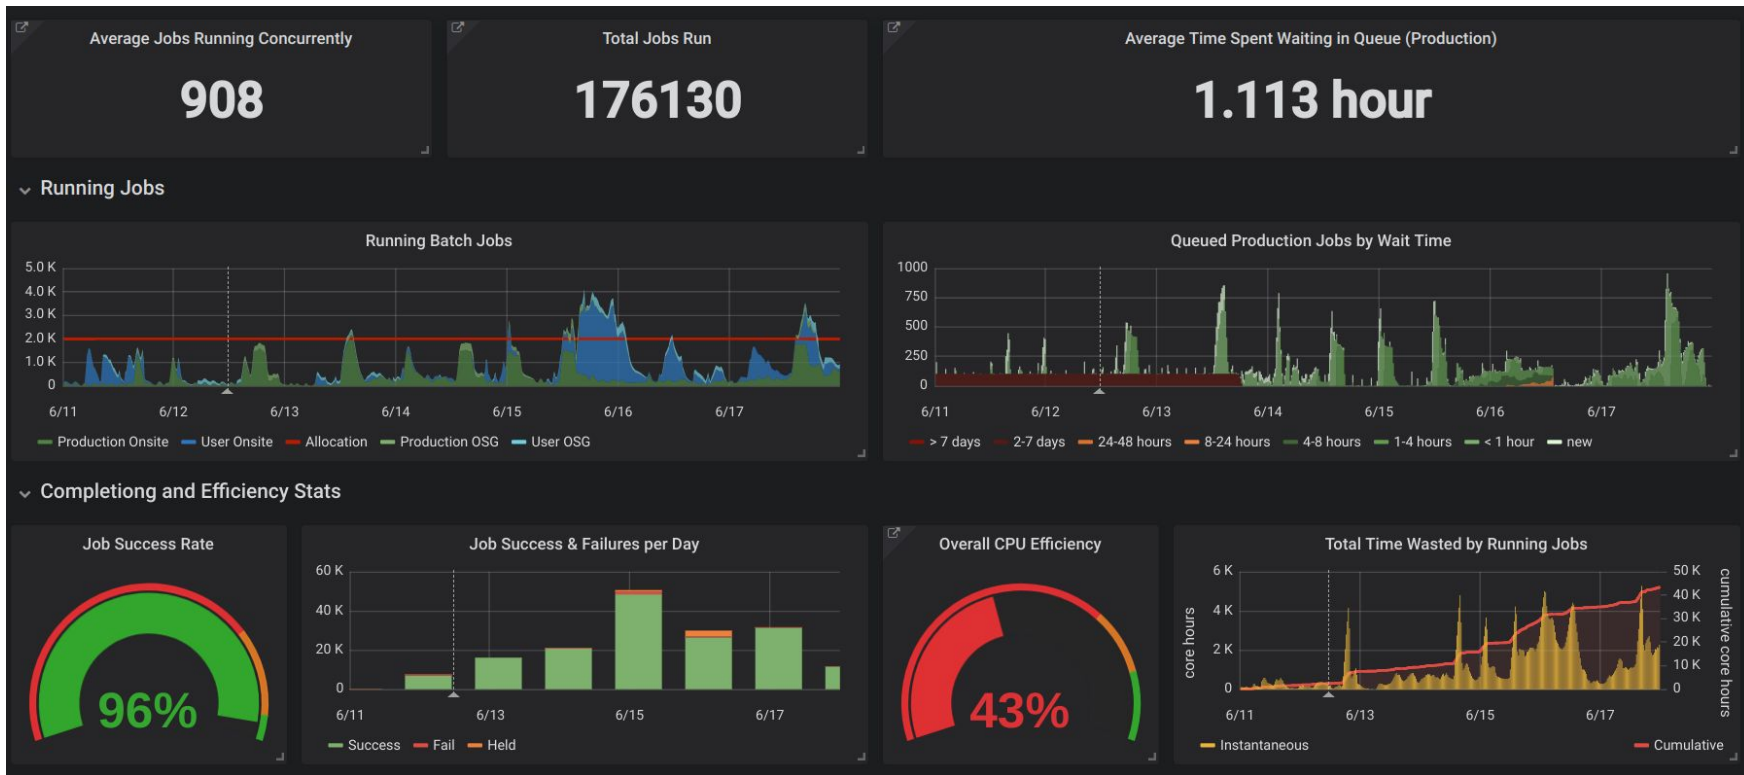 Average Jobs Running Concurrently
908
Total Jobs Run
176130
Average Time Spent Waiting in Queue (Production)
1.113 hour
Running Jobs
Running Batch Jobs
5.0 K
4.0 K
3.0 K
2.0 K
1.0 K
0
6/11 6/12 6/13 6/14 6/15 6/16 6/17
Production Onsite User Onsite Allocation Production OSG User OSG
Queued Production Jobs by Wait Time
1000
750
500
250
0
6/11 6/12 6/13 6/14 6/15 6/16 6/17
> 7 days 2-7 days 24-48 hours 8-24 hours 4-8 hours 1-4 hours < 1 hour new
Completiong and Efficiency Stats
Job Success Rate
96%
Job Success & Failures per Day
60 K
40 K
20 K
0
6/11 6/13 6/15 6/17
Success Fail Held
Overall CPU Efficiency
43%
Total Time Wasted by Running Jobs
core hours
6 K
4 K
2 K
0
50 K
40 K
30 K
20 K
10 K
0
cumulative core hours
6/11 6/13 6/15 6/17
Instantaneous Cumulative